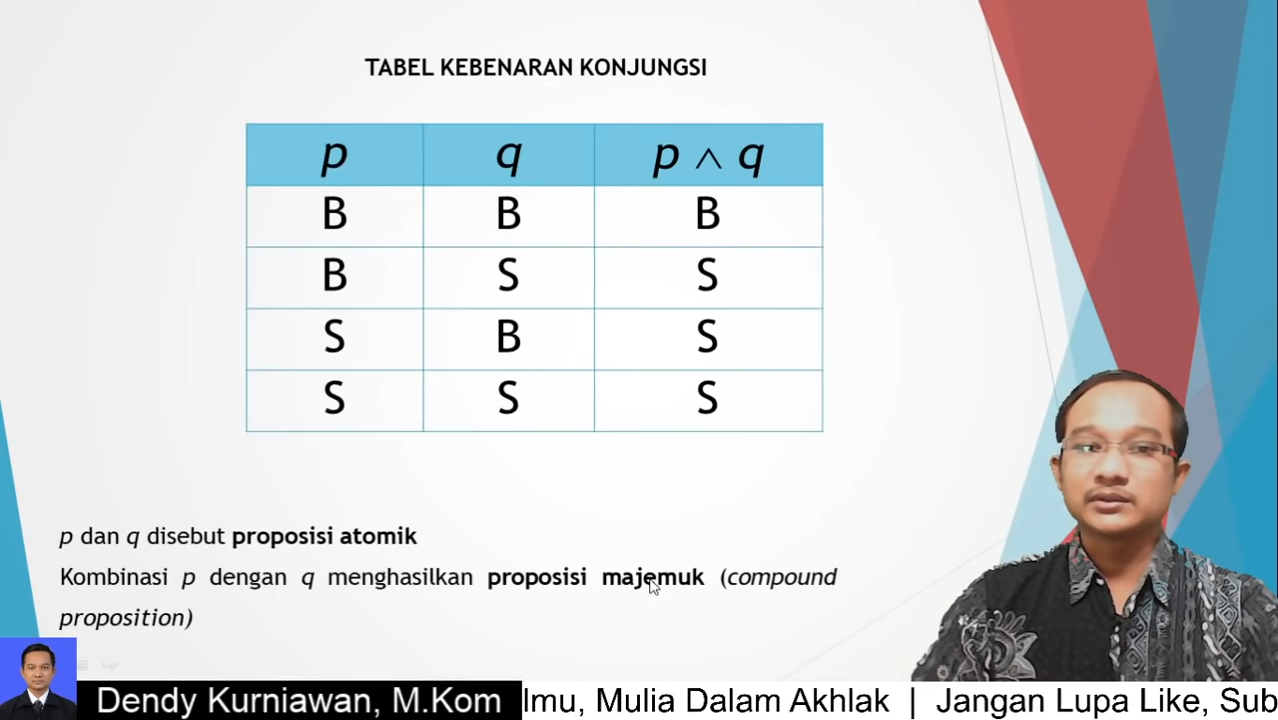 TABEL KEBENARAN KONJUNGSI
p q p ∧ q
B B B
B S S
S B S
S S S
p dan q disebut proposisi atomik
Kombinasi p dengan q menghasilkan proposisi majemuk (compound
proposition)
Dendy Kurniawan, M.Kom lmu, Mulia Dalam Akhlak | Jangan Lupa Like, Sub